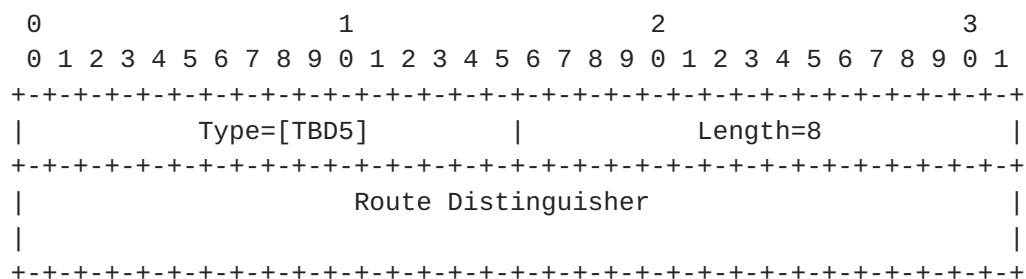 0                   1                   2                   3
 0 1 2 3 4 5 6 7 8 9 0 1 2 3 4 5 6 7 8 9 0 1 2 3 4 5 6 7 8 9 0 1
+-+-+-+-+-+-+-+-+-+-+-+-+-+-+-+-+-+-+-+-+-+-+-+-+-+-+-+-+-+-+-+-+
|           Type=[TBD5]         |           Length=8            |
+-+-+-+-+-+-+-+-+-+-+-+-+-+-+-+-+-+-+-+-+-+-+-+-+-+-+-+-+-+-+-+-+
|                     Route Distinguisher                       |
|                                                               |
+-+-+-+-+-+-+-+-+-+-+-+-+-+-+-+-+-+-+-+-+-+-+-+-+-+-+-+-+-+-+-+-+